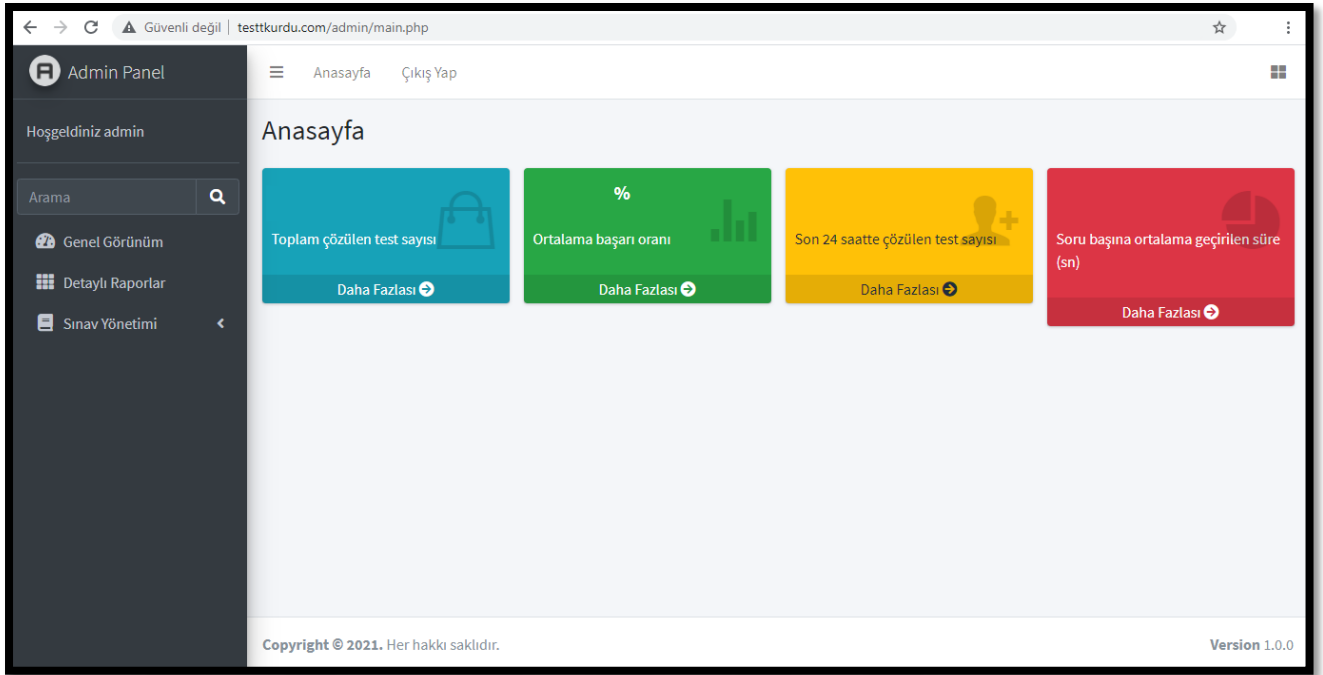 Güvenli değil | testtkurdu.com/admin/main.php
Admin Panel
Anasayfa Çıkış Yap
Hoşgeldiniz admin
Arama
Genel Görünüm
Detaylı Raporlar
Sınav Yönetimi
Anasayfa
Toplam çözülen test sayısı
Daha Fazlası
%
Ortalama başarı oranı
Daha Fazlası
Son 24 saatte çözülen test sayısı
Daha Fazlası
Soru başına ortalama geçirilen süre
(sn)
Daha Fazlası
Copyright © 2021. Her hakkı saklıdır.
Version 1.0.0